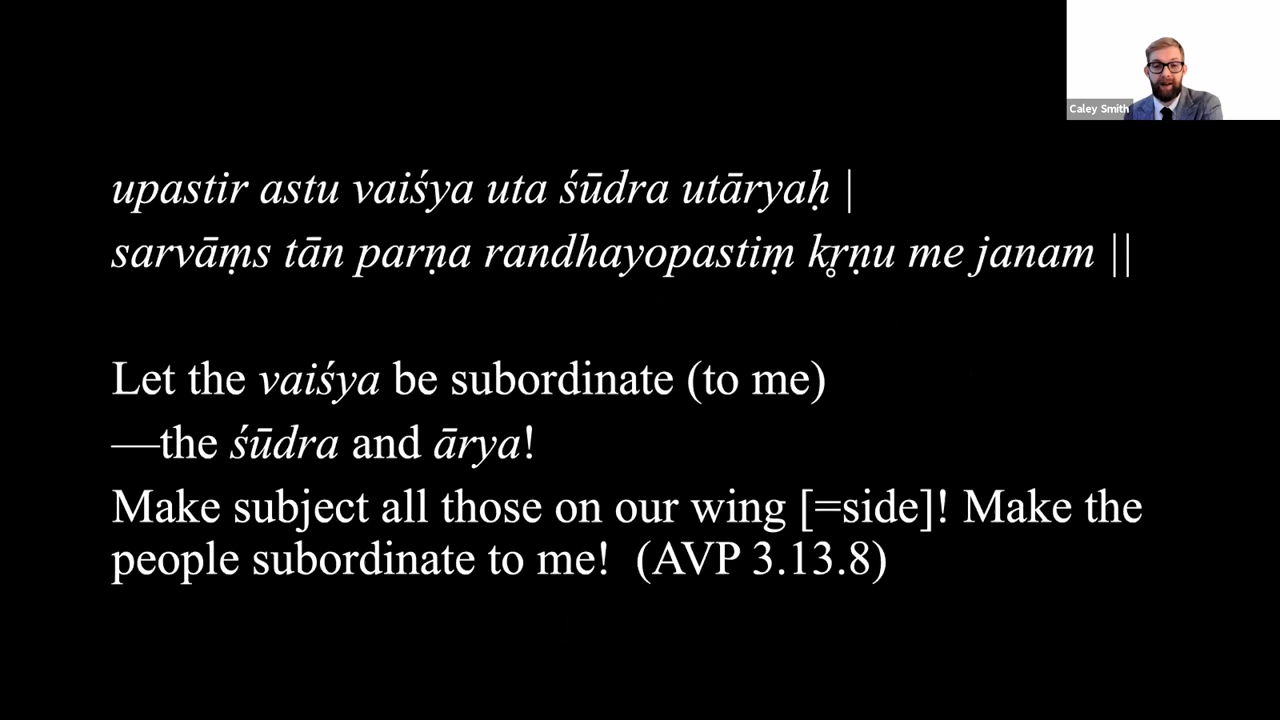 Caley Smith
upastir astu vaiśya uta śūdra utāryaḥ |
sarvāṃs tān parṇa randhayopastiṃ kr̥ṇu me janam ||
Let the vaiśya be subordinate (to me)
—the śūdra and ārya!
Make subject all those on our wing [=side]! Make the
people subordinate to me!  (AVP 3.13.8)